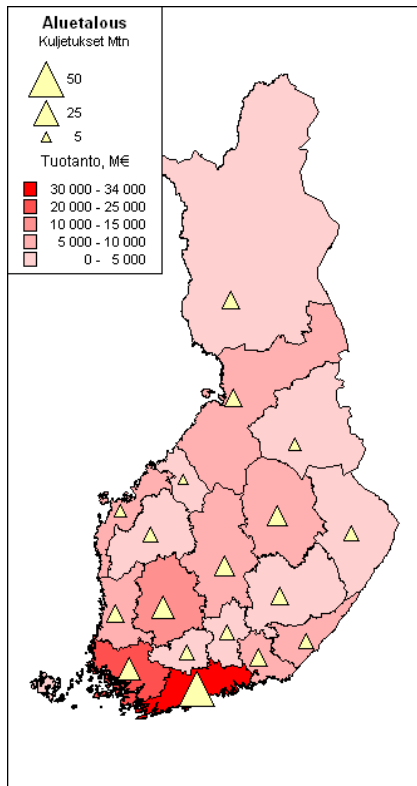 Aluetalous
Kuljetukset Mtn
50
25
5
Tuotanto, M€
30 000 - 34 000
20 000 - 25 000
10 000 - 15 000
5 000 - 10 000
0 - 5 000